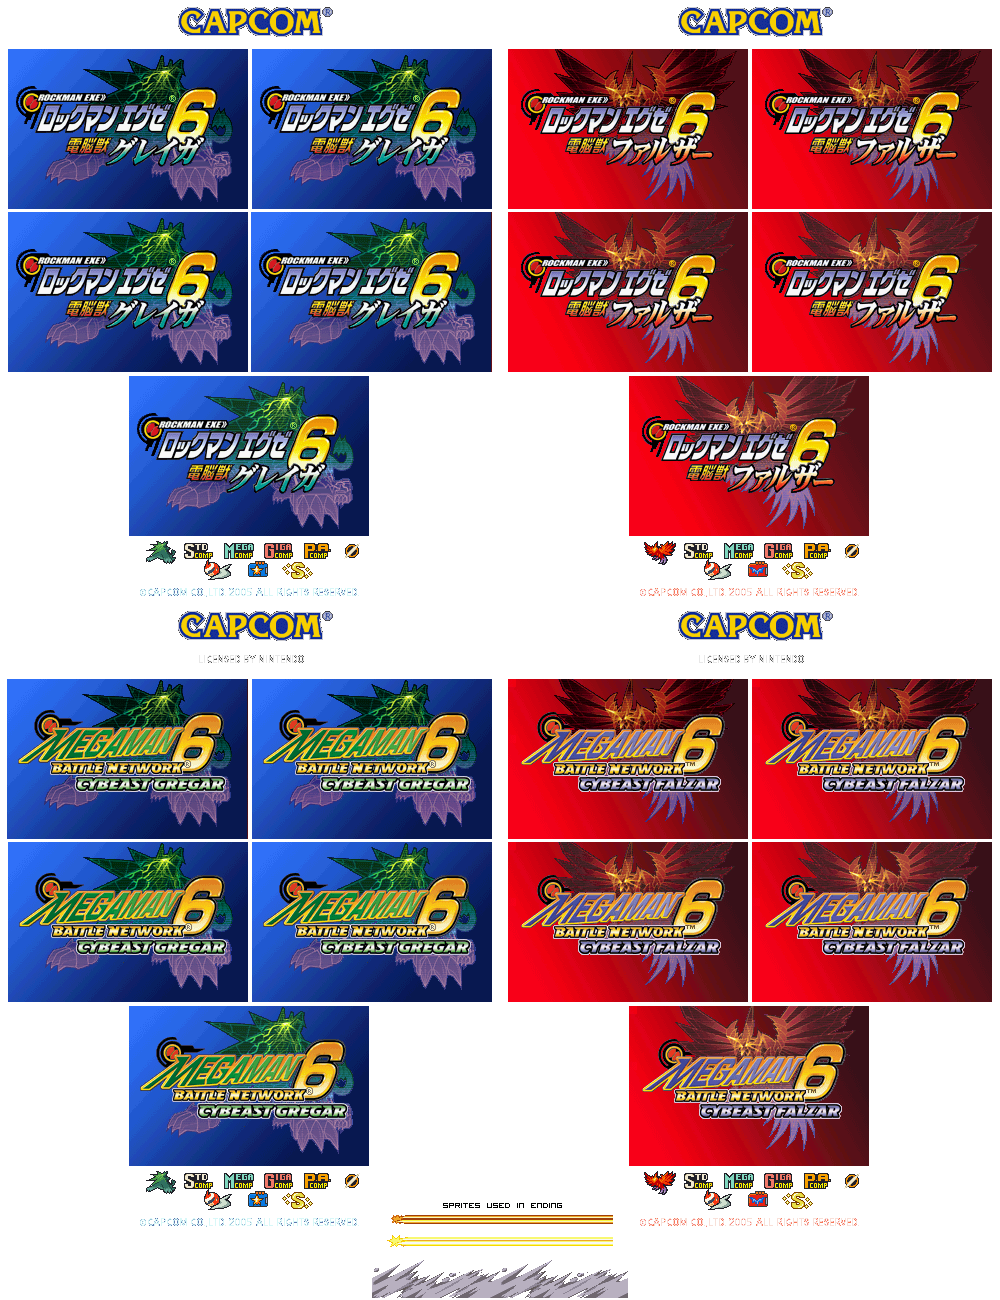 CAPCOM®
CAPCOM®
ROCKMAN EXE
ロックマン エグゼ 6
電脳獣 グレイガ
ROCKMAN EXE
ロックマン エグゼ 6
電脳獣 グレイガ
ROCKMAN EXE
ロックマン エグゼ 6
電脳獣 ファルザー
ROCKMAN EXE
ロックマン エグゼ 6
電脳獣 ファルザー
ROCKMAN EXE
ロックマン エグゼ 6
電脳獣 グレイガ
ROCKMAN EXE
ロックマン エグゼ 6
電脳獣 グレイガ
ROCKMAN EXE
ロックマン エグゼ 6
電脳獣 ファルザー
ROCKMAN EXE
ロックマン エグゼ 6
電脳獣 ファルザー
ROCKMAN EXE
ロックマン エグゼ 6
電脳獣 グレイガ
ROCKMAN EXE
ロックマン エグゼ 6
電脳獣 ファルザー
STD COMP MEGA COMP GIGA COMP P.A. COMP
S
STD COMP MEGA COMP GIGA COMP P.A. COMP
S
©CAPCOM CO.,LTD. 2005 ALL RIGHTS RESERVED.
©CAPCOM CO.,LTD. 2005 ALL RIGHTS RESERVED.
CAPCOM®
CAPCOM®
LICENSED BY NINTENDO
LICENSED BY NINTENDO
MEGAMAN 6
BATTLE NETWORK®
CYBEAST GREGAR
MEGAMAN 6
BATTLE NETWORK®
CYBEAST GREGAR
MEGAMAN 6
BATTLE NETWORK™
CYBEAST FALZAR
MEGAMAN 6
BATTLE NETWORK™
CYBEAST FALZAR
MEGAMAN 6
BATTLE NETWORK®
CYBEAST GREGAR
MEGAMAN 6
BATTLE NETWORK®
CYBEAST GREGAR
MEGAMAN 6
BATTLE NETWORK™
CYBEAST FALZAR
MEGAMAN 6
BATTLE NETWORK™
CYBEAST FALZAR
MEGAMAN 6
BATTLE NETWORK®
CYBEAST GREGAR
MEGAMAN 6
BATTLE NETWORK™
CYBEAST FALZAR
STD COMP MEGA COMP GIGA COMP P.A. COMP
S
STD COMP MEGA COMP GIGA COMP P.A. COMP
S
©CAPCOM CO.,LTD. 2005 ALL RIGHTS RESERVED.
©CAPCOM CO.,LTD. 2005 ALL RIGHTS RESERVED.
SPRITES USED IN ENDING